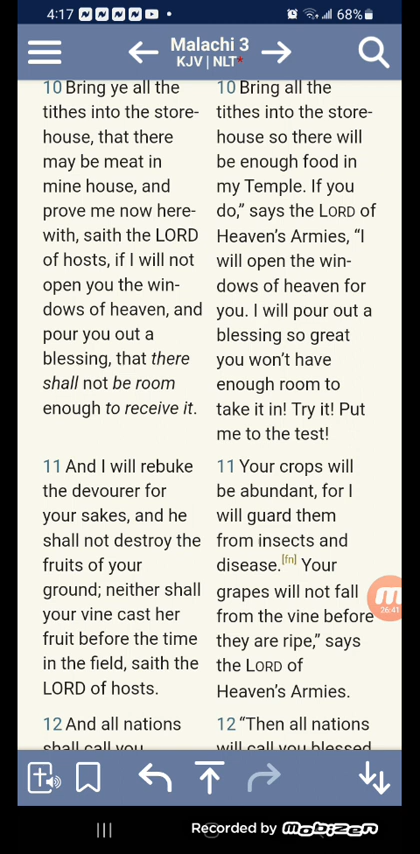 4:17
68%
Malachi 3
KJV | NLT*
10 Bring ye all the
tithes into the store-
house, that there
may be meat in
mine house, and
prove me now here-
with, saith the LORD
of hosts, if I will not
open you the win-
dows of heaven, and
pour you out a
blessing, that there
shall not be room
enough to receive it.
11 And I will rebuke
the devourer for
your sakes, and he
shall not destroy the
fruits of your
ground; neither shall
your vine cast her
fruit before the time
in the field, saith the
LORD of hosts.
12 And all nations
shall call you
10 Bring all the
tithes into the store-
house so there will
be enough food in
my Temple. If you
do,” says the LORD of
Heaven’s Armies, “I
will open the win-
dows of heaven for
you. I will pour out a
blessing so great
you won’t have
enough room to
take it in! Try it! Put
me to the test!
11 Your crops will
be abundant, for I
will guard them
from insects and
disease.[fn] Your
grapes will not fall
from the vine before
they are ripe,” says
the LORD of
Heaven’s Armies.
12 “Then all nations
will call you blessed
26:41
Recorded by Mobizen